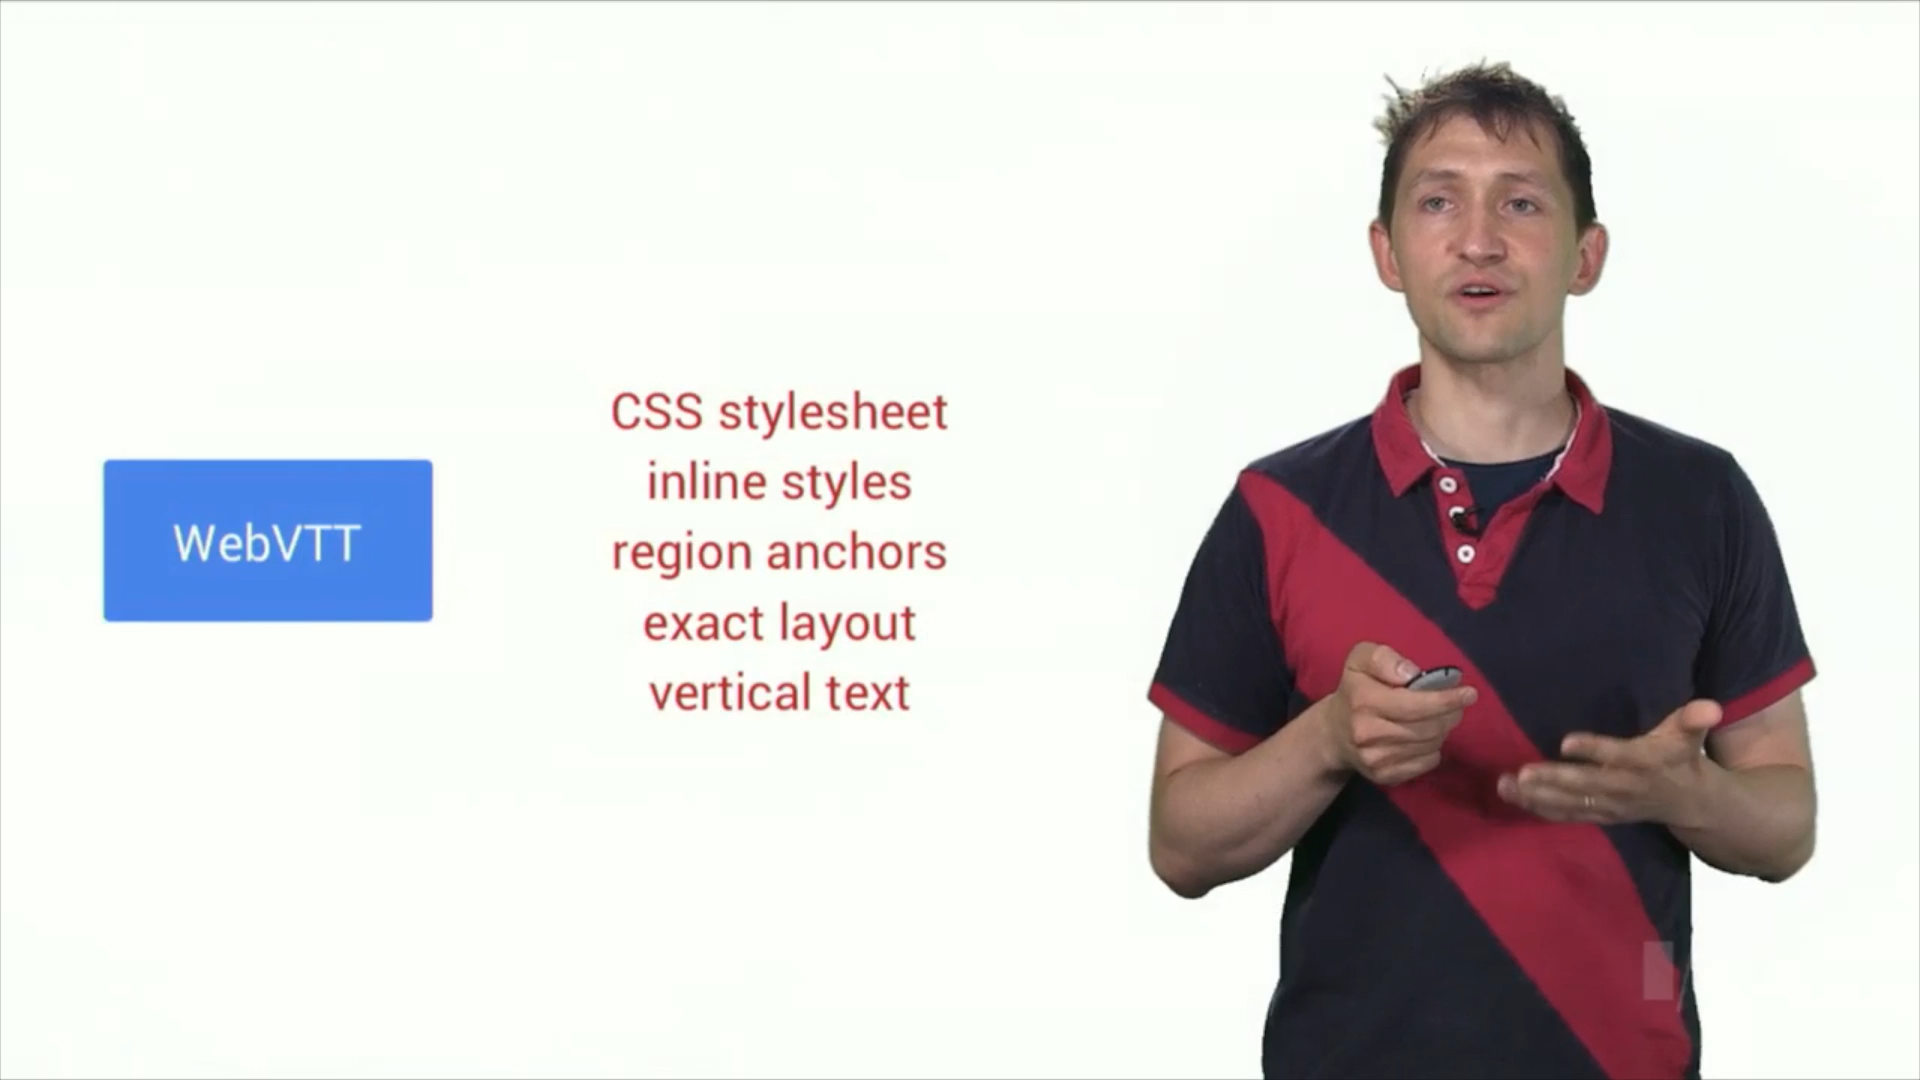 WebVTT
CSS stylesheet
inline styles
region anchors
exact layout
vertical text